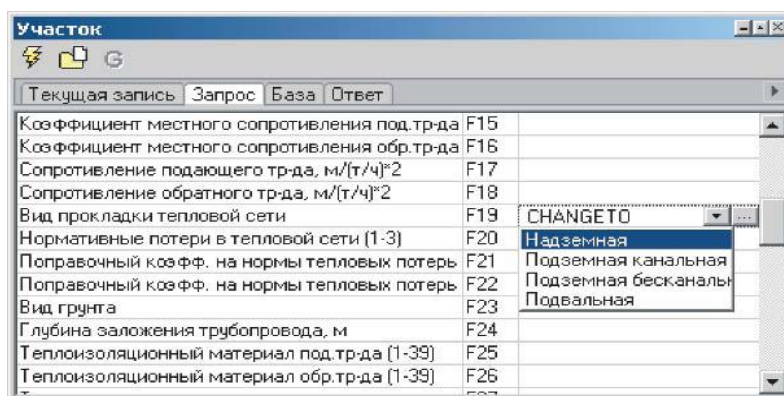 Участок
G
Текущая запись Запрос База Ответ
Коэффициент местного сопротивления под.тр-да F15
Коэффициент местного сопротивления обр.тр-да F16
Сопротивление подающего тр-да, м/(т/ч)*2 F17
Сопротивление обратного тр-да, м/(т/ч)*2 F18
Вид прокладки тепловой сети F19 CHANGETO ...
Нормативные потери в тепловой сети (1-3) F20 Надземная
Поправочный коэфф. на нормы тепловых потерь F21 Подземная канальная
Поправочный коэфф. на нормы тепловых потерь F22 Подземная бесканальн
Вид грунта F23 Подвальная
Глубина заложения трубопровода, м F24
Теплоизоляционный материал под.тр-да (1-39) F25
Теплоизоляционный материал обр.тр-да (1-39) F26